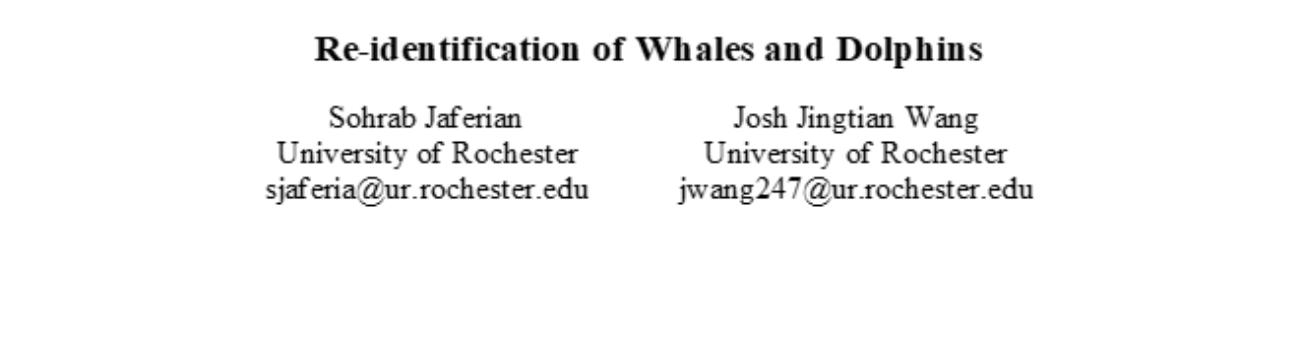 Re-identification of Whales and Dolphins
Sohrab Jaferian
University of Rochester
sjaferia@ur.rochester.edu
Josh Jingtian Wang
University of Rochester
jwang247@ur.rochester.edu